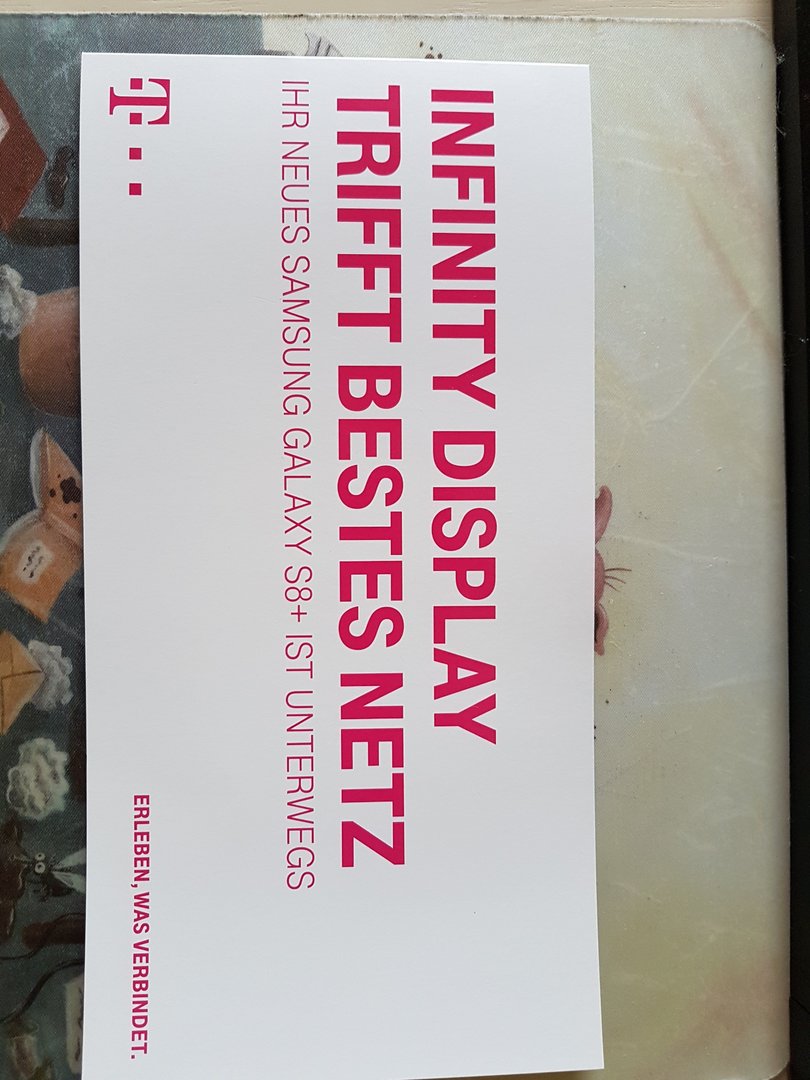 INFINITY DISPLAY
TRIFFT BESTES NETZ
IHR NEUES SAMSUNG GALAXY S8+ IST UNTERWEGS
T
ERLEBEN, WAS VERBINDET.